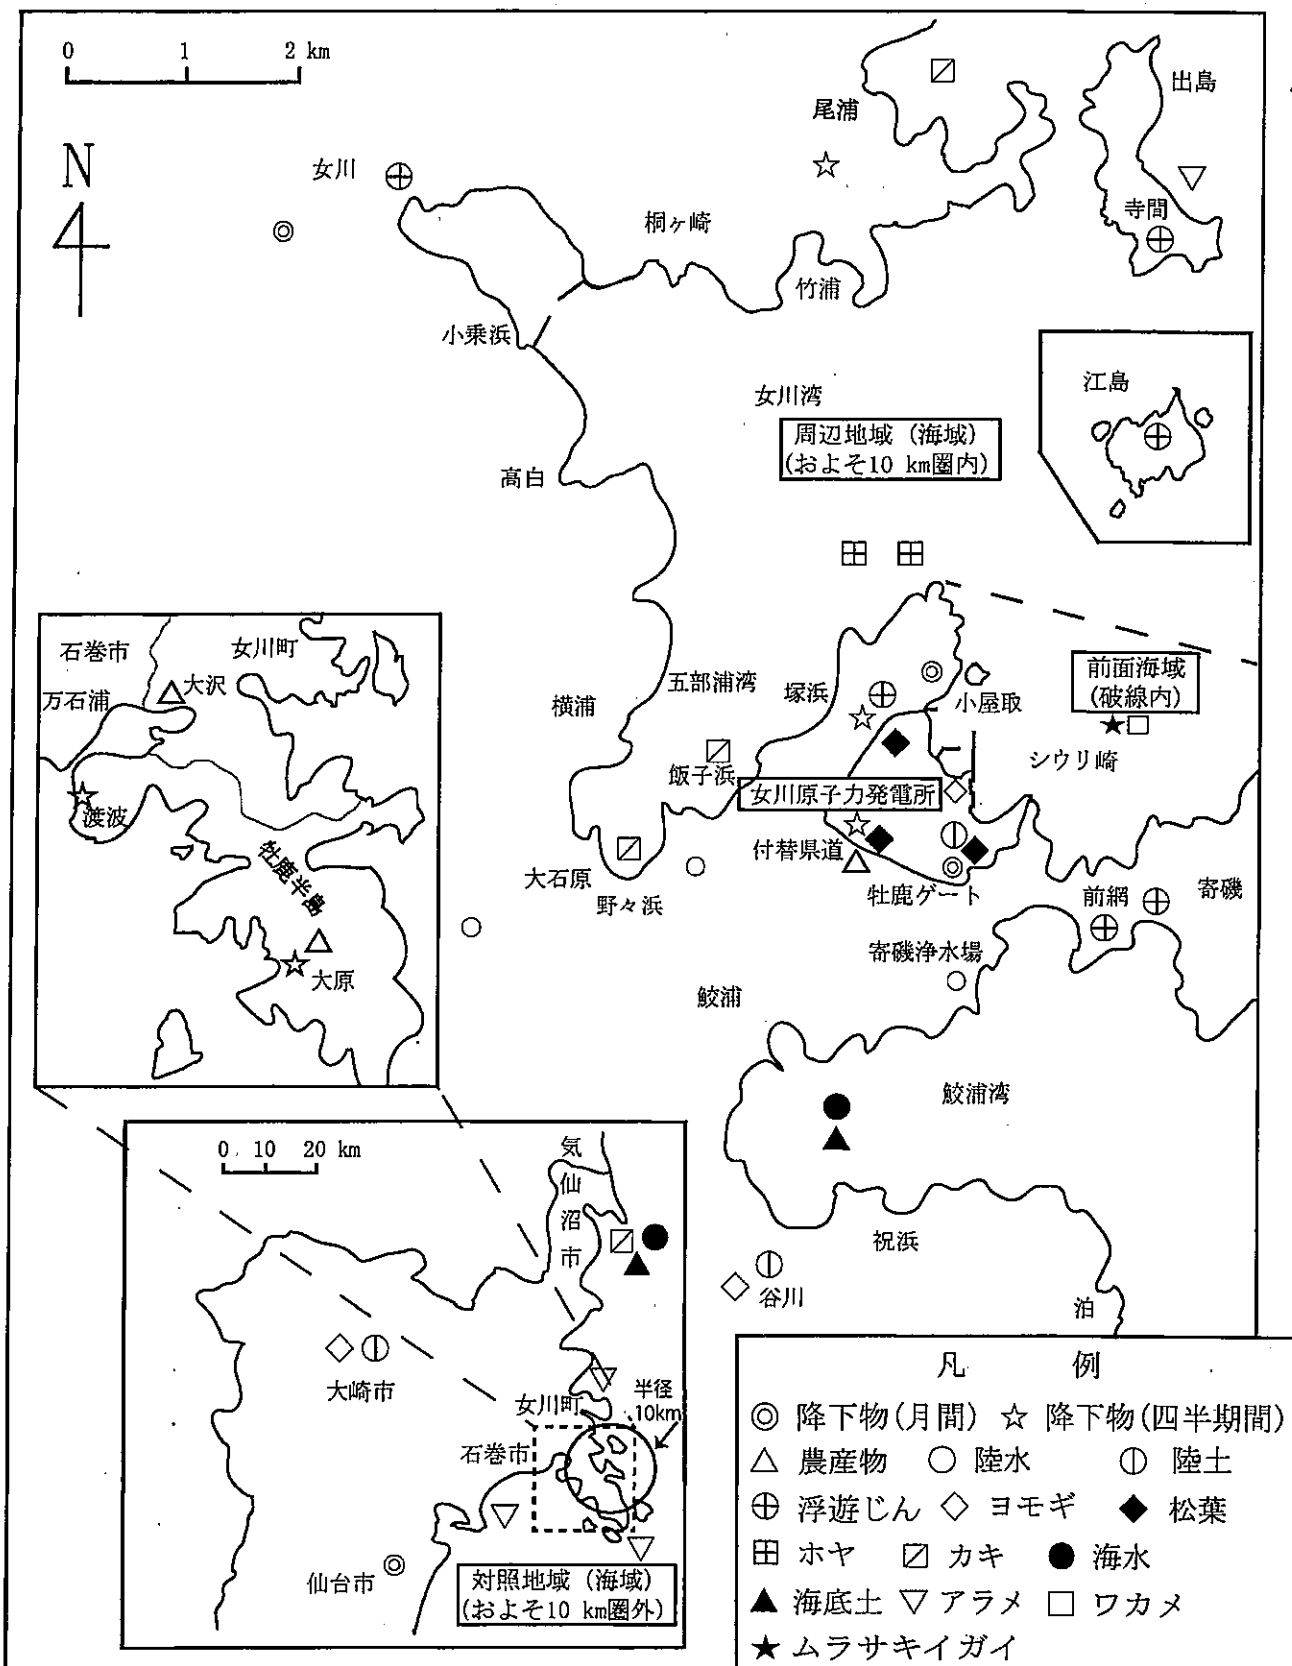 0 1 2 km
N
女川
尾浦
出島
寺間
桐ヶ崎
竹浦
小乗浜
女川湾
周辺地域（海域）
(およそ10 km圏内)
江島
高白
石巻市
女川町
万石浦
大沢
渡波
牡鹿半島
大原
横浦
五部浦湾
塚浜
小屋取
前面海域
(破線内)
シウリ崎
飯子浜
女川原子力発電所
付替県道
大石原
野々浜
牡鹿ゲート
前網
寄磯
寄磯浄水場
鮫浦
鮫浦湾
祝浜
谷川
泊
0 10 20 km
気仙沼市
大崎市
女川町
半径
10km
石巻市
仙台市
対照地域（海域）
(およそ10 km圏外)
凡 例
◎ 降下物(月間) ☆ 降下物(四半期間)
△ 農産物 ○ 陸水 陸土
⊕ 浮遊じん ◇ ヨモギ ◆ 松葉
⊞ ホヤ ⍁ カキ ● 海水
▲ 海底土 ▽ アラメ □ ワカメ
★ ムラサキイガイ